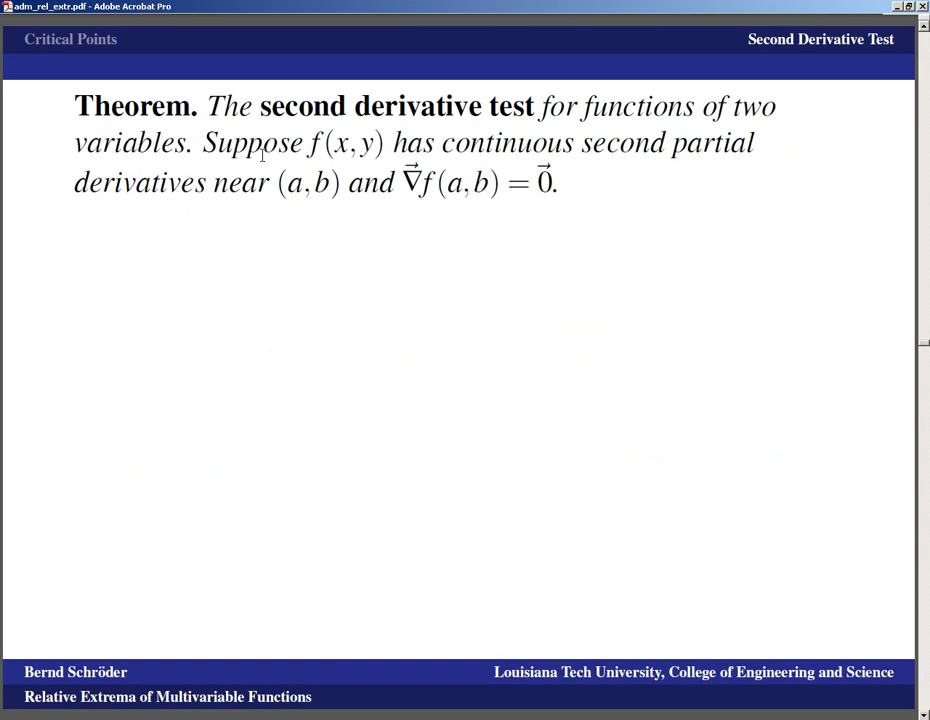 adm_rel_extr.pdf - Adobe Acrobat Pro
Critical Points
Second Derivative Test
Theorem. The second derivative test for functions of two
variables. Suppose f(x, y) has continuous second partial
derivatives near (a, b) and ∇⃗f(a, b) = 0⃗.
Bernd Schröder
Louisiana Tech University, College of Engineering and Science
Relative Extrema of Multivariable Functions